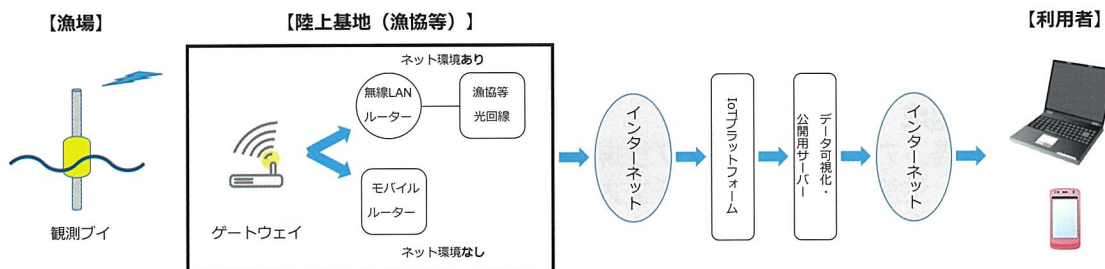 【漁場】
【陸上基地（漁協等）】
【利用者】
ネット環境あり
無線LAN
ルーター
漁協等
光回線
モバイル
ルーター
ネット環境なし
観測ブイ
ゲートウェイ
インターネット
IoTプラットフォーム
データ可視化・
公開用サーバー
インターネット